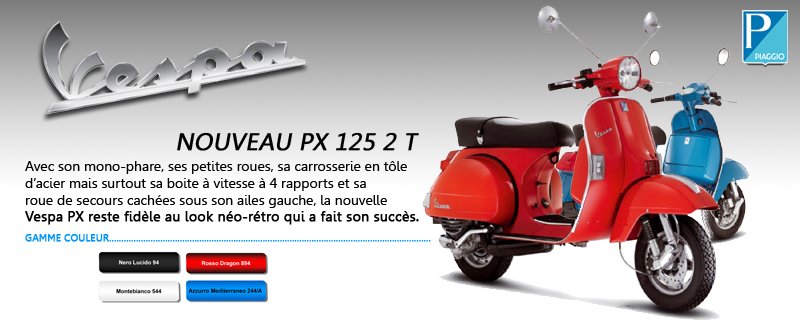 Vespa
P
PIAGGIO
NOUVEAU PX 125 2 T
Avec son mono-phare, ses petites roues, sa carrosserie en tôle
d'acier mais surtout sa boite à vitesse à 4 rapports et sa
roue de secours cachées sous son ailes gauche, la nouvelle
Vespa PX reste fidèle au look néo-rétro qui a fait son succès.
GAMME COULEUR
Nero Lucido 94
Rosso Dragon 894
Montebianco 544
Azzurro Mediterraneo 244/A
Vespa
Vespa